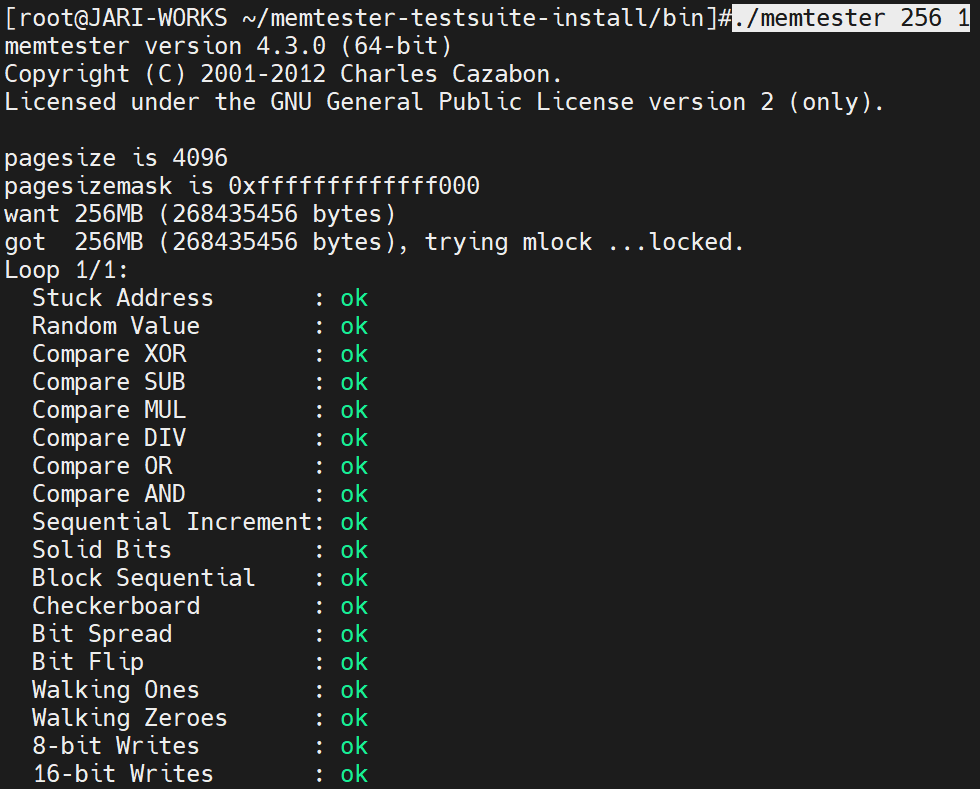 [root@JARI-WORKS ~/memtester-testsuite-install/bin]#./memtester 256 1
memtester version 4.3.0 (64-bit)
Copyright (C) 2001-2012 Charles Cazabon.
Licensed under the GNU General Public License version 2 (only).

pagesize is 4096
pagesizemask is 0xfffffffffffff000
want 256MB (268435456 bytes)
got  256MB (268435456 bytes), trying mlock ...locked.
Loop 1/1:
  Stuck Address       : ok
  Random Value        : ok
  Compare XOR         : ok
  Compare SUB         : ok
  Compare MUL         : ok
  Compare DIV         : ok
  Compare OR          : ok
  Compare AND         : ok
  Sequential Increment: ok
  Solid Bits          : ok
  Block Sequential    : ok
  Checkerboard        : ok
  Bit Spread          : ok
  Bit Flip            : ok
  Walking Ones        : ok
  Walking Zeroes      : ok
  8-bit Writes        : ok
  16-bit Writes       : ok